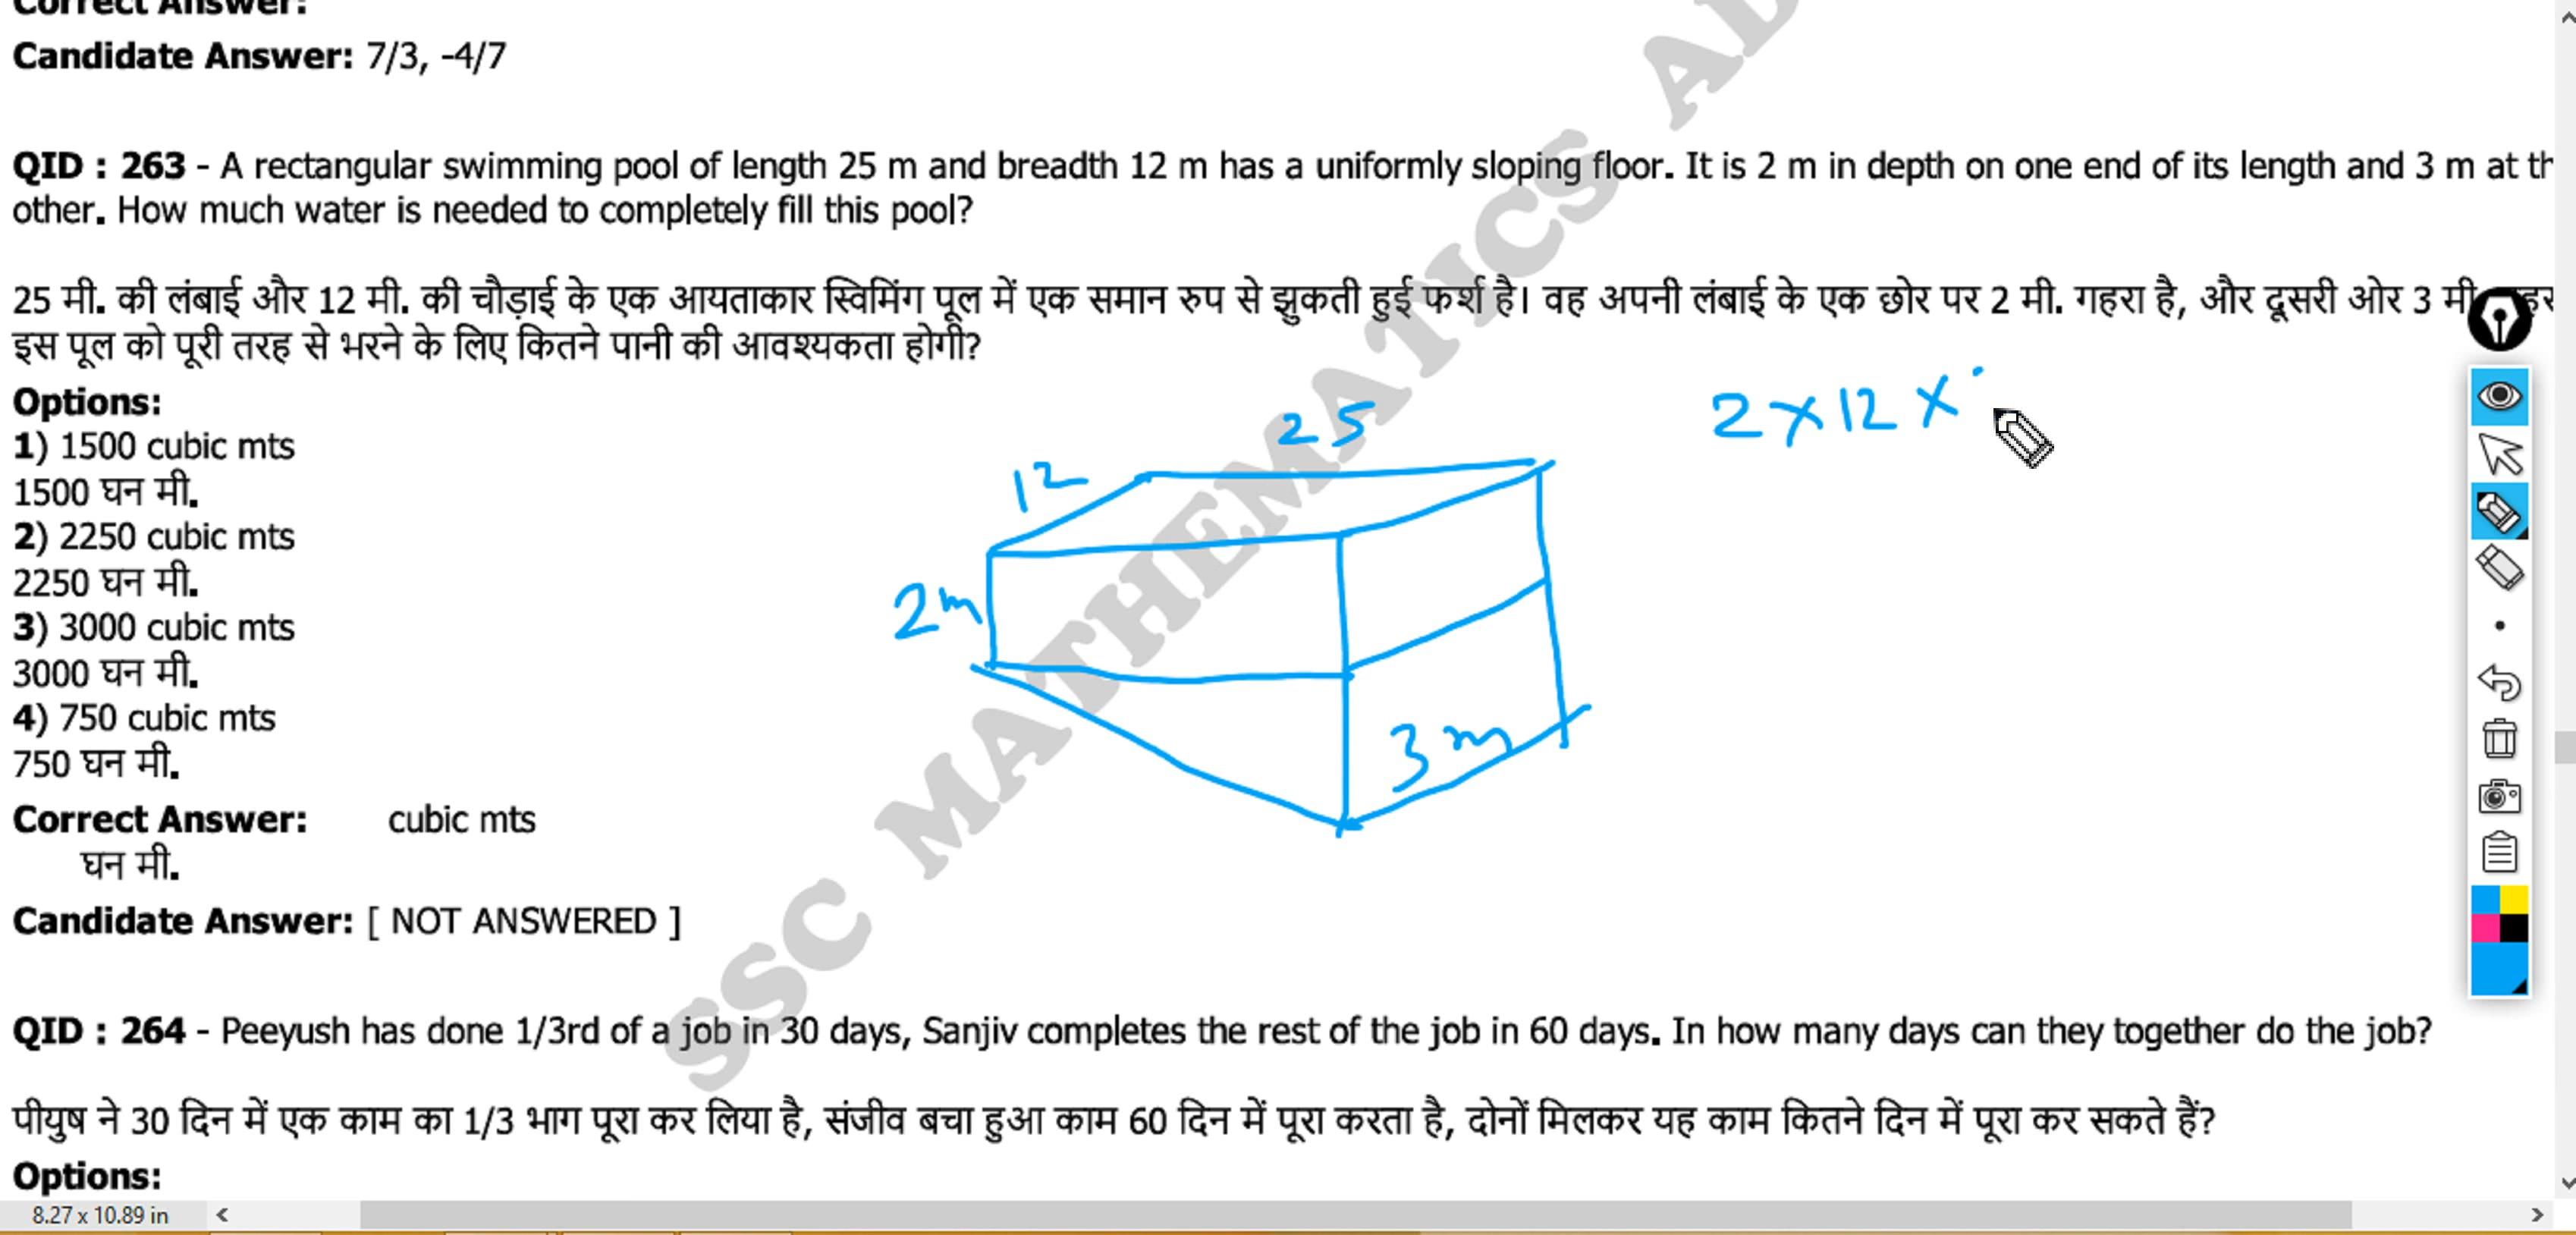 Correct Answer:
Candidate Answer: 7/3, -4/7
QID : 263 - A rectangular swimming pool of length 25 m and breadth 12 m has a uniformly sloping floor. It is 2 m in depth on one end of its length and 3 m at th
other. How much water is needed to completely fill this pool?
25 मी. की लंबाई और 12 मी. की चौड़ाई के एक आयताकार स्विमिंग पूल में एक समान रुप से झुकती हुई फर्श है। वह अपनी लंबाई के एक छोर पर 2 मी. गहरा है, और दूसरी ओर 3 मी
इस पूल को पूरी तरह से भरने के लिए कितने पानी की आवश्यकता होगी?
Options:
1) 1500 cubic mts
1500 घन मी.
2) 2250 cubic mts
2250 घन मी.
3) 3000 cubic mts
3000 घन मी.
4) 750 cubic mts
750 घन मी.
Correct Answer: cubic mts
घन मी.
Candidate Answer: [ NOT ANSWERED ]
25
12
2m
3m
2 × 12 ×
QID : 264 - Peeyush has done 1/3rd of a job in 30 days, Sanjiv completes the rest of the job in 60 days. In how many days can they together do the job?
पीयुष ने 30 दिन में एक काम का 1/3 भाग पूरा कर लिया है, संजीव बचा हुआ काम 60 दिन में पूरा करता है, दोनों मिलकर यह काम कितने दिन में पूरा कर सकते हैं?
Options:
SSC MATHEMATICS
8.27 x 10.89 in